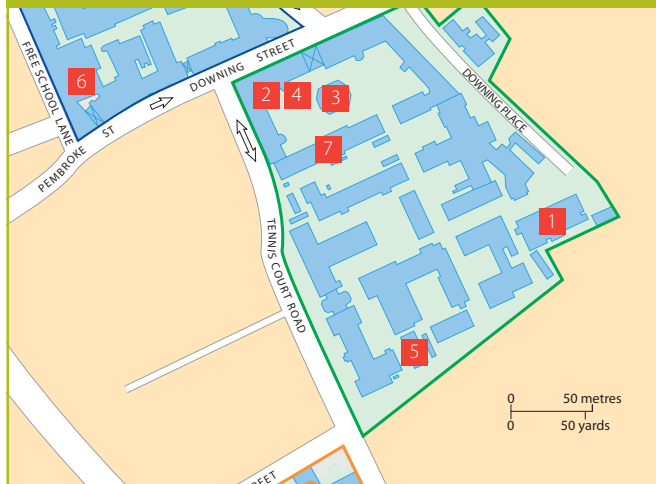 FREE SCHOOL LANE
6
DOWNING STREET
PEMBROKE ST
2
4
3
DOWNING PLACE
7
1
TENNIS COURT ROAD
5
0 50 metres
0 50 yards